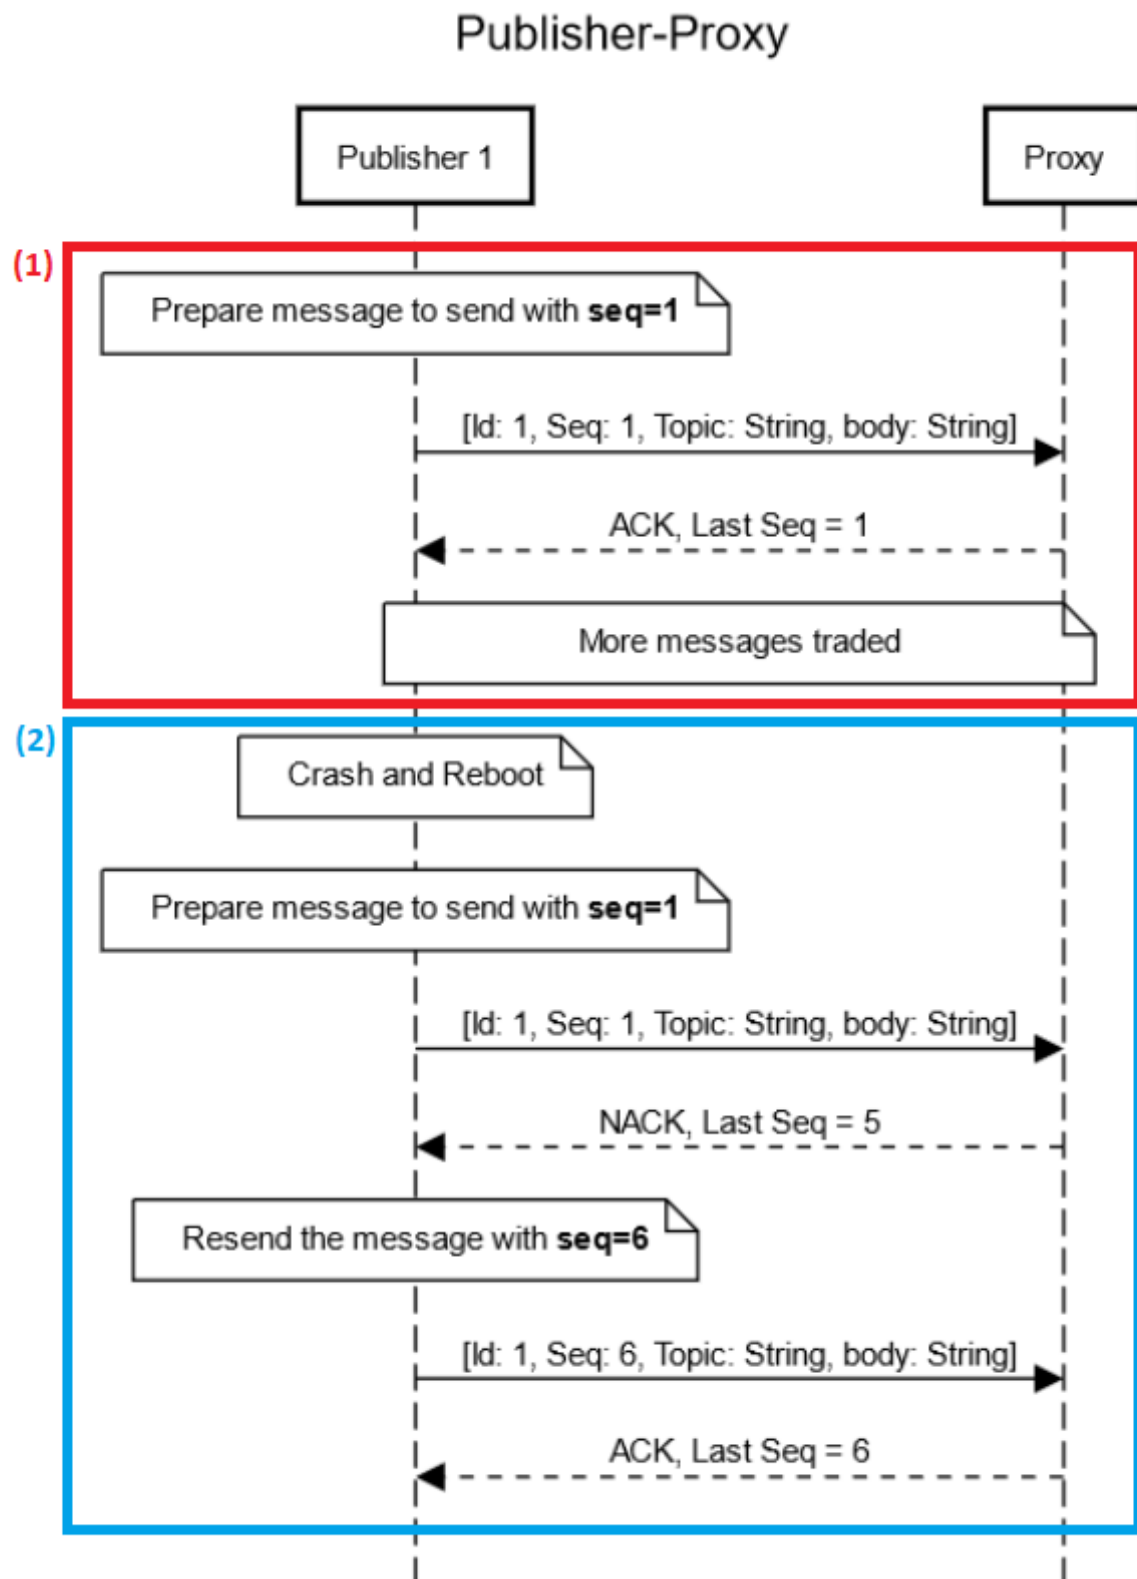 Publisher-Proxy
Publisher 1
Proxy
(1)
Prepare message to send with seq=1
[Id: 1, Seq: 1, Topic: String, body: String]
ACK, Last Seq = 1
More messages traded
(2)
Crash and Reboot
Prepare message to send with seq=1
[Id: 1, Seq: 1, Topic: String, body: String]
NACK, Last Seq = 5
Resend the message with seq=6
[Id: 1, Seq: 6, Topic: String, body: String]
ACK, Last Seq = 6